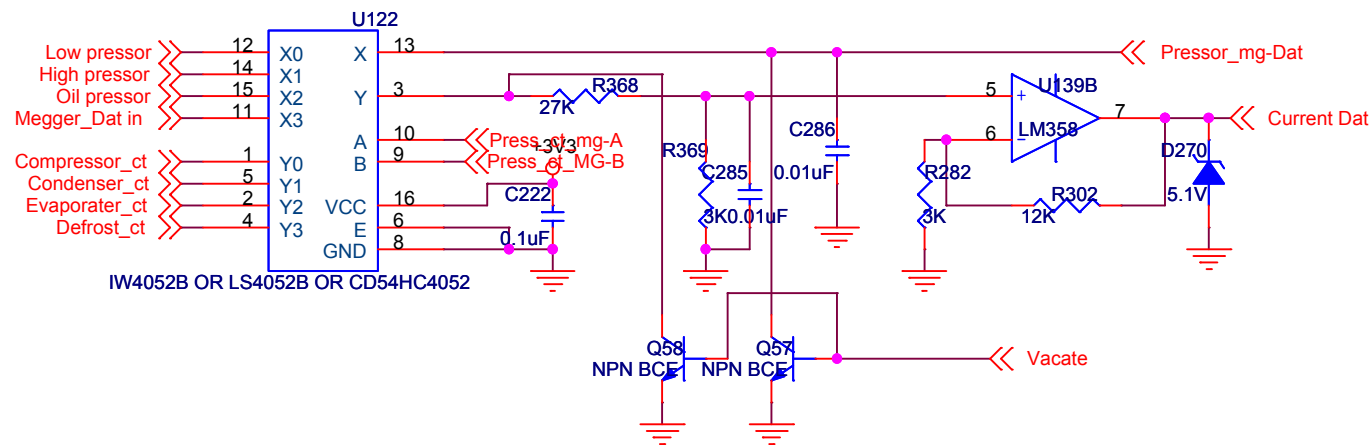 U122
Low pressor 12 X0 X 13 Pressor_mg-Dat
High pressor 14 X1
Oil pressor 15 X2 Y 3 R368 5 + U139B 7 Current Dat
27K
Megger_Dat in 11 X3
A 10 Press_ct_mg-A
B 9 Press_ct_MG-B
+3V3
Compressor_ct 1 Y0
Condenser_ct 5 Y1
Evaporater_ct 2 Y2 VCC 16 C222
Defrost_ct 4 Y3 E 6
GND 8 0.1uF
R369 C285
3K 0.01uF
C286
0.01uF
6 − LM358
R282
3K
R302
12K
D270
5.1V
IW4052B OR LS4052B OR CD54HC4052
Q58 Q57
NPN BCE NPN BCE Vacate